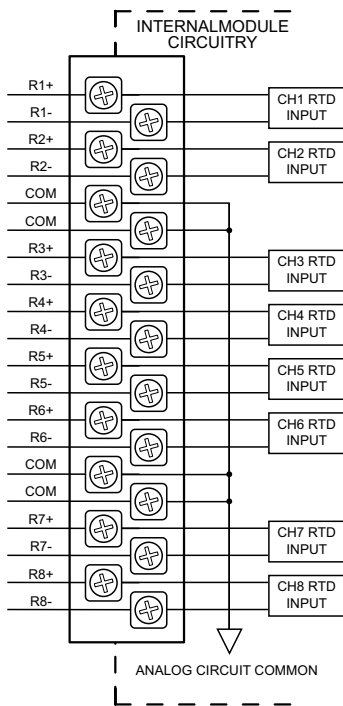 INTERNALMODULE
CIRCUITRY
R1+
R1-
CH1 RTD
INPUT
R2+
R2-
CH2 RTD
INPUT
COM
COM
R3+
R3-
CH3 RTD
INPUT
R4+
R4-
CH4 RTD
INPUT
R5+
R5-
CH5 RTD
INPUT
R6+
R6-
CH6 RTD
INPUT
COM
COM
R7+
R7-
CH7 RTD
INPUT
R8+
R8-
CH8 RTD
INPUT
ANALOG CIRCUIT COMMON